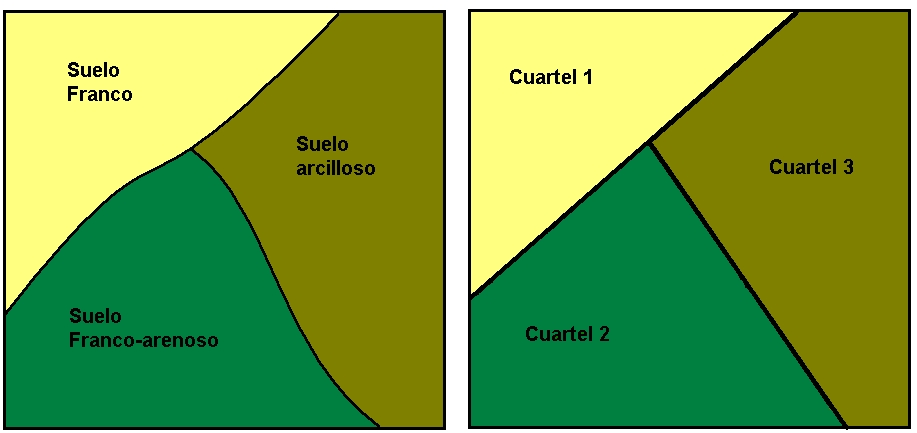 Suelo
Franco
Suelo
arcilloso
Suelo
Franco-arenoso
Cuartel 1
Cuartel 3
Cuartel 2